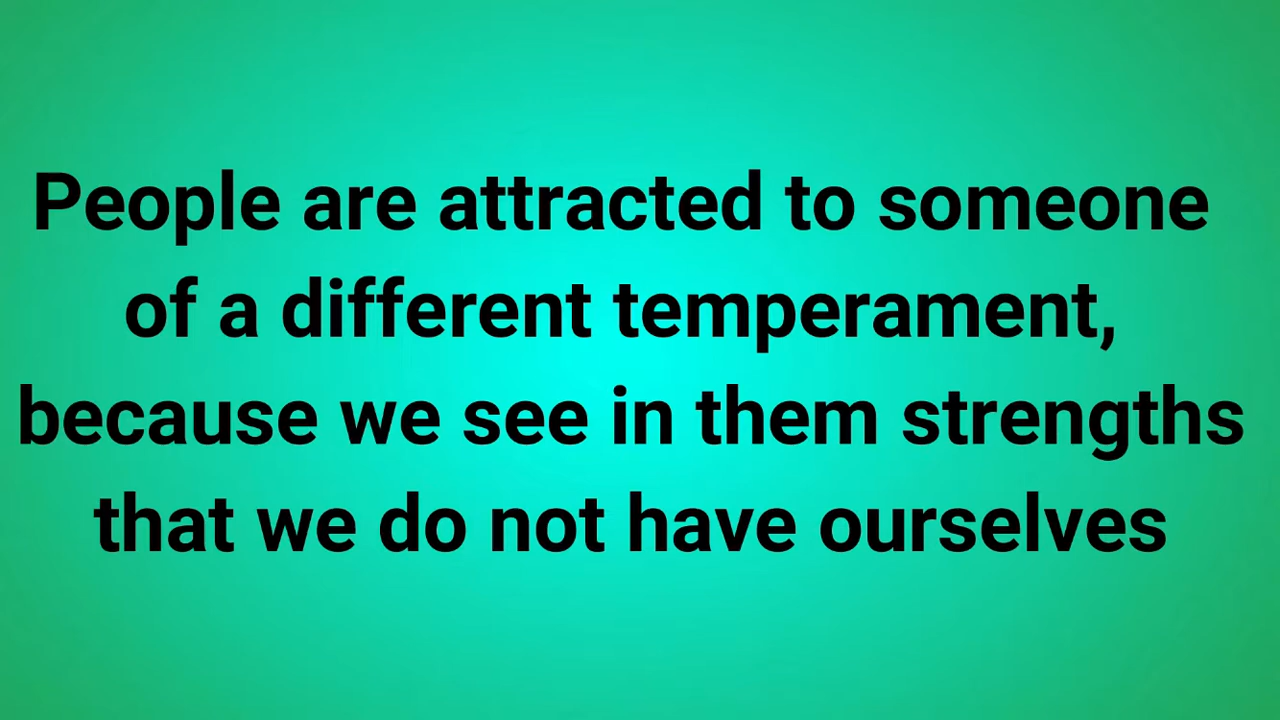 People are attracted to someone
of a different temperament,
because we see in them strengths
that we do not have ourselves